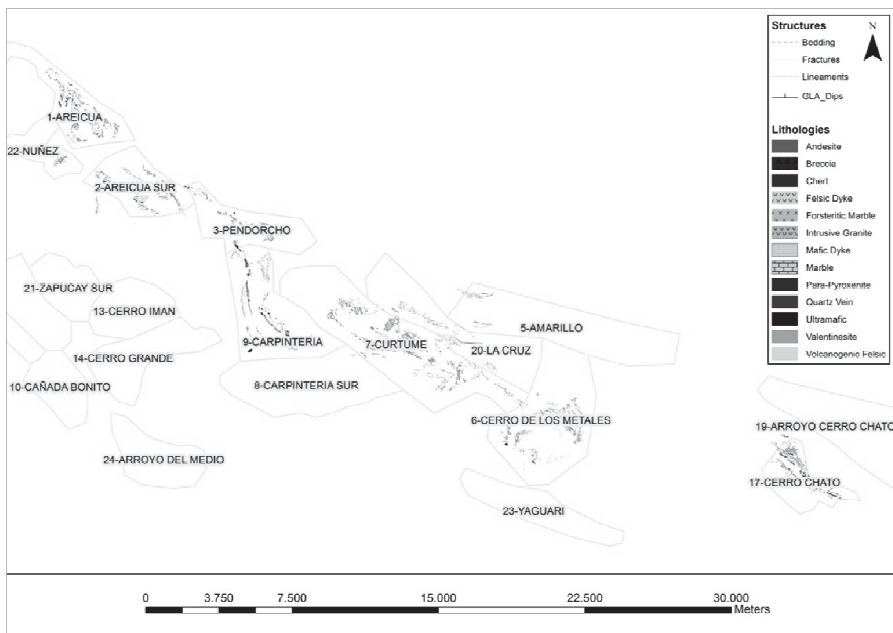 Structures
N
Bedding
Fractures
Lineaments
GLA_Dips
Lithologies
Andesite
Breccia
Chert
Felsic Dyke
Forsteritic Marble
Intrusive Granite
Mafic Dyke
Marble
Para-Pyroxenite
Quartz Vein
Ultramafic
Valentinesite
Volcanogenic Felsic
1-AREICUA
22-NUÑEZ
2-AREICUA SUR
3-PENDORCHO
21-ZAPUCAY SUR
13-CERRO IMAN
5-AMARILLO
9-CARPINTERIA
7-CURTUME
20-LA CRUZ
14-CERRO GRANDE
10-CAÑADA BONITO
8-CARPINTERIA SUR
6-CERRO DE LOS METALES
19-ARROYO CERRO CHATO
24-ARROYO DEL MEDIO
17-CERRO CHATO
23-YAGUARI
0 3.750 7.500 15.000 22.500 30.000
Meters